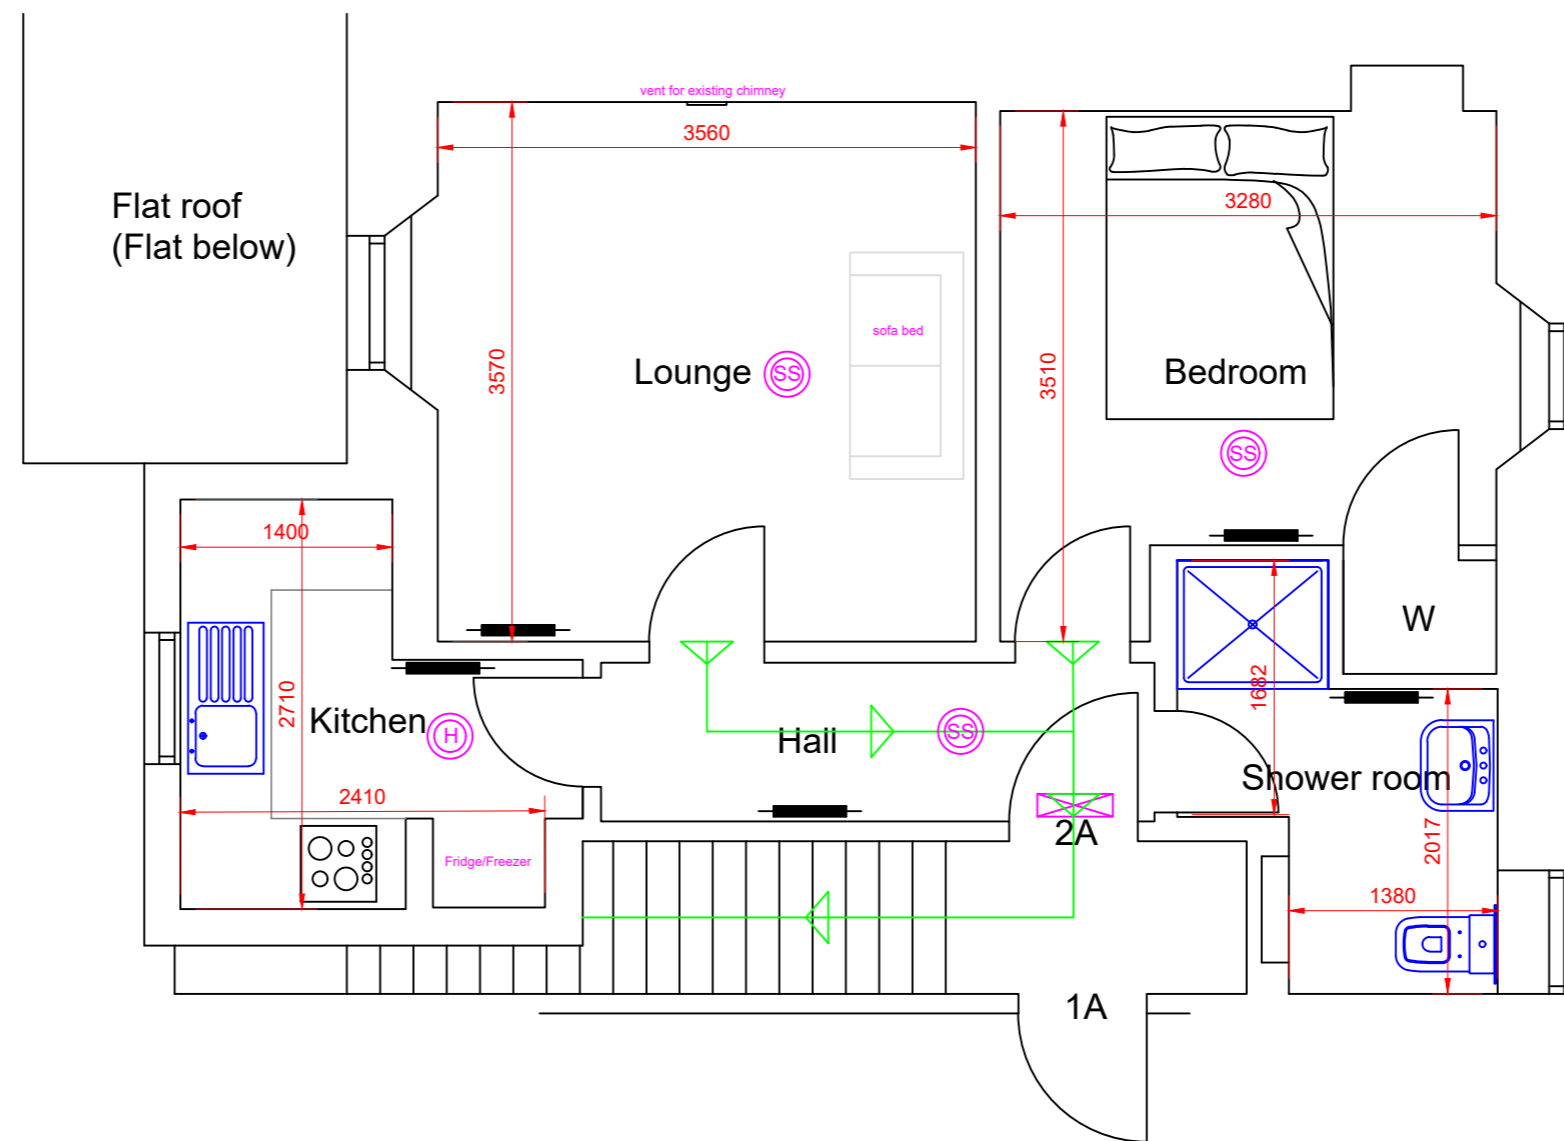 vent for existing chimney
3560
Flat roof
(Flat below)
3280
sofa bed
3570
Lounge
SS
3510
Bedroom
SS
1400
W
1682
2710
Kitchen
H
Hall
SS
Shower room
2410
2A
2017
Fridge/Freezer
1380
1A